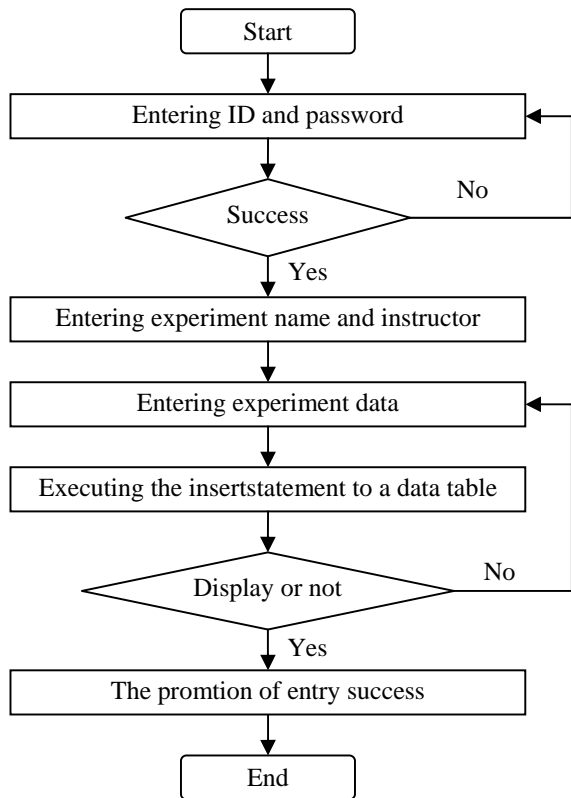 Start
Entering ID and password
Success
No
Yes
Entering experiment name and instructor
Entering experiment data
Executing the insertstatement to a data table
Display or not
No
Yes
The promtion of entry success
End